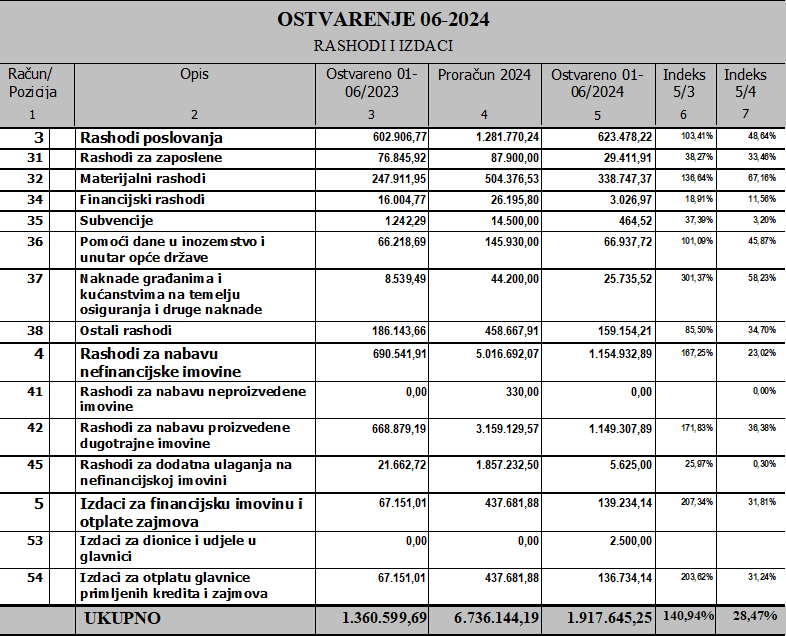 OSTVARENJE 06-2024
RASHODI I IZDACI
Račun/ Opis Ostvareno 01- Proračun 2024 Ostvareno 01- Indeks Indeks
Pozicija 06/2023 06/2024 5/3 5/4
1 2 3 4 5 6 7
3 Rashodi poslovanja 602.906,77 1.281.770,24 623.478,22 103,41% 48,64%
31 Rashodi za zaposlene 76.845,92 87.900,00 29.411,91 38,27% 33,46%
32 Materijalni rashodi 247.911,95 504.376,53 338.747,37 136,64% 67,16%
34 Financijski rashodi 16.004,77 26.195,80 3.026,97 18,91% 11,56%
35 Subvencije 1.242,29 14.500,00 464,52 37,39% 3,20%
36 Pomoći dane u inozemstvo i 66.218,69 145.930,00 66.937,72 101,09% 45,87%
unutar opće države
37 Naknade građanima i 8.539,49 44.200,00 25.735,52 301,37% 58,23%
kućanstvima na temelju
osiguranja i druge naknade
38 Ostali rashodi 186.143,66 458.667,91 159.154,21 85,50% 34,70%
4 Rashodi za nabavu 690.541,91 5.016.692,07 1.154.932,89 167,25% 23,02%
nefinancijske imovine
41 Rashodi za nabavu neproizvedene 0,00 330,00 0,00 0,00%
imovine
42 Rashodi za nabavu proizvedene 668.879,19 3.159.129,57 1.149.307,89 171,83% 36,38%
dugotrajne imovine
45 Rashodi za dodatna ulaganja na 21.662,72 1.857.232,50 5.625,00 25,97% 0,30%
nefinancijskoj imovini
5 Izdaci za financijsku imovinu i 67.151,01 437.681,88 139.234,14 207,34% 31,81%
otplate zajmova
53 Izdaci za dionice i udjele u 0,00 0,00 2.500,00
glavnici
54 Izdaci za otplatu glavnice 67.151,01 437.681,88 136.734,14 203,62% 31,24%
primljenih kredita i zajmova
UKUPNO 1.360.599,69 6.736.144,19 1.917.645,25 140,94% 28,47%